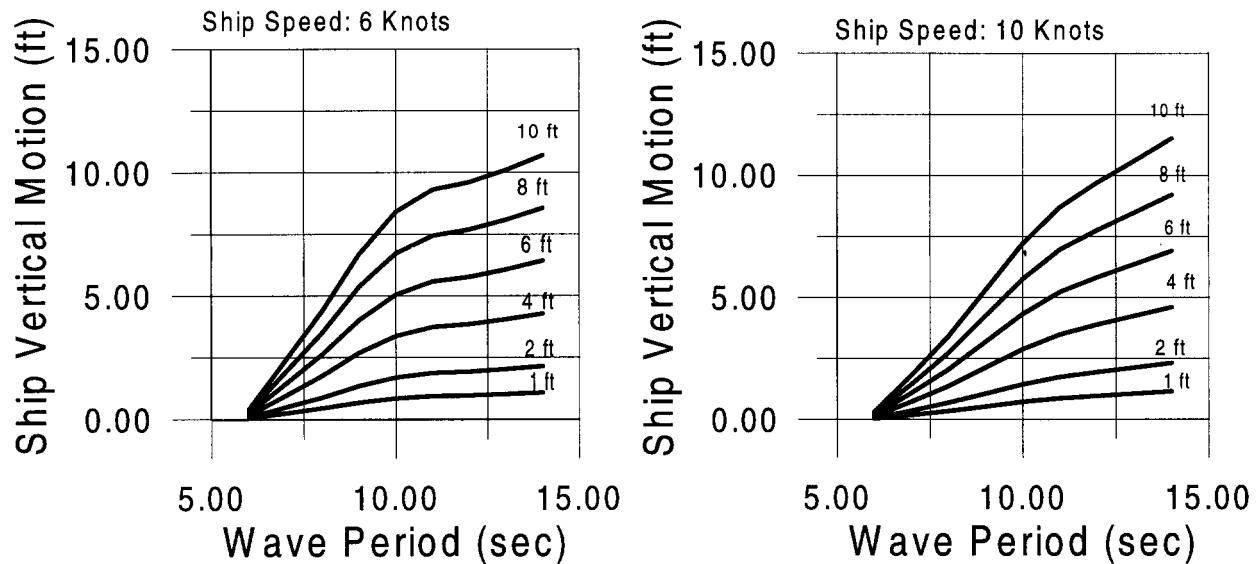 Ship Speed: 6 Knots
Ship Vertical Motion (ft)
15.00
10.00
5.00
0.00
10 ft
8 ft
6 ft
4 ft
2 ft
1 ft
5.00 10.00 15.00
Wave Period (sec)
Ship Speed: 10 Knots
Ship Vertical Motion (ft)
15.00
10.00
5.00
0.00
10 ft
8 ft
6 ft
4 ft
2 ft
1 ft
5.00 10.00 15.00
Wave Period (sec)